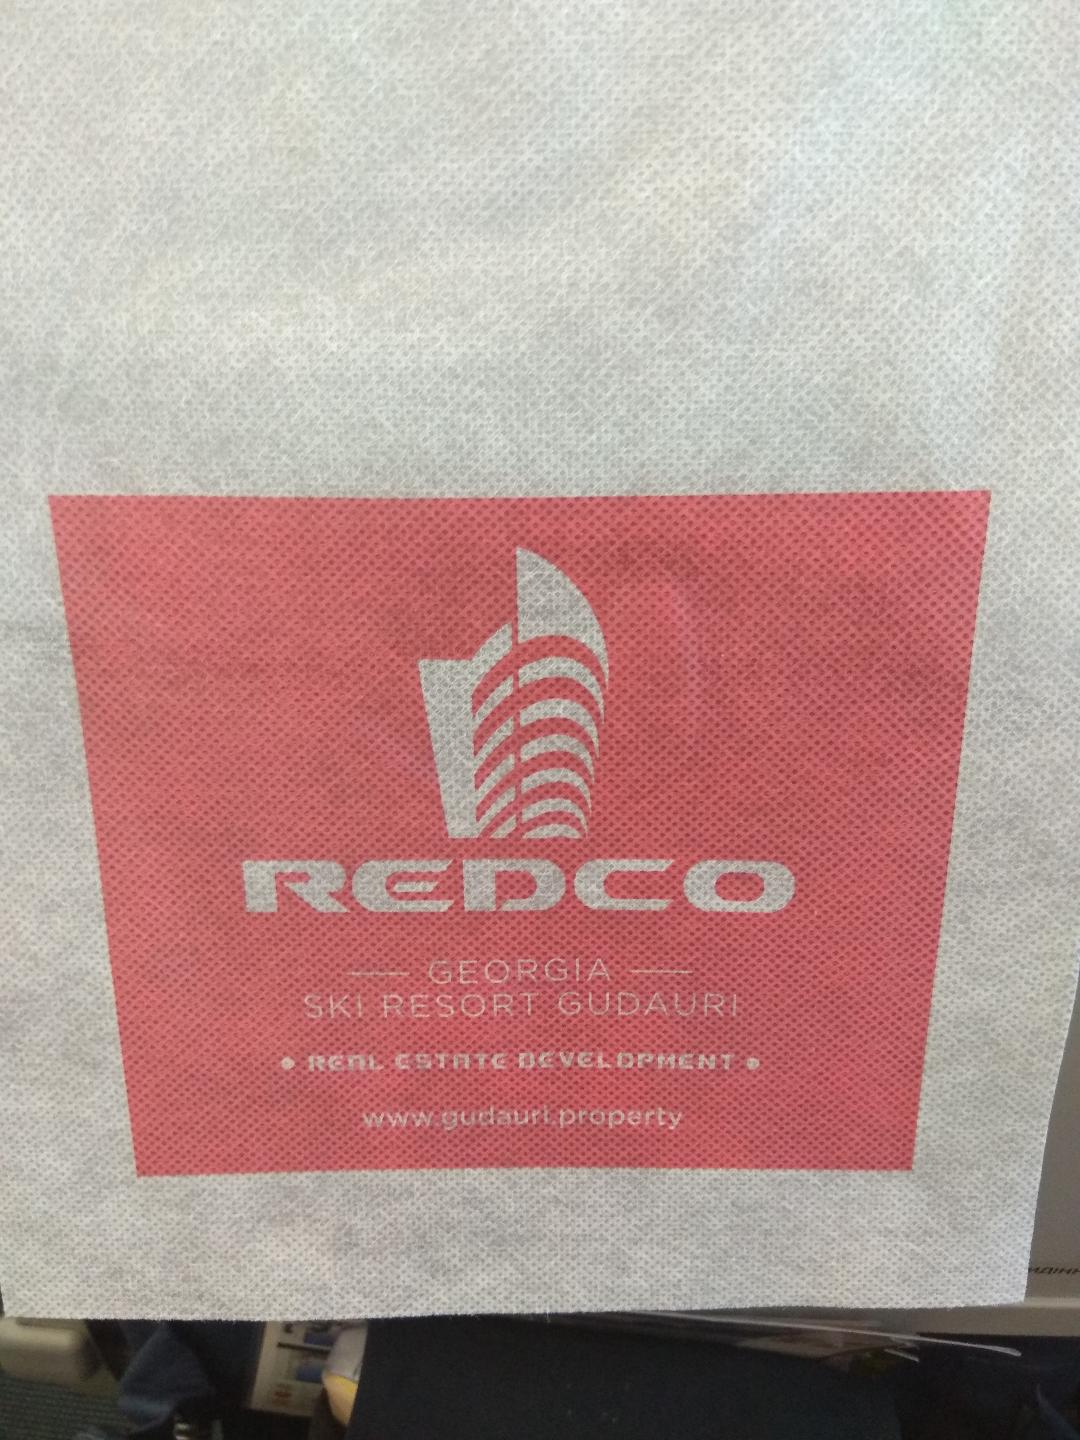 REDCO
GEORGIA
SKI RESORT GUDAURI
• REAL ESTATE DEVELOPMENT •
www.gudauri.property